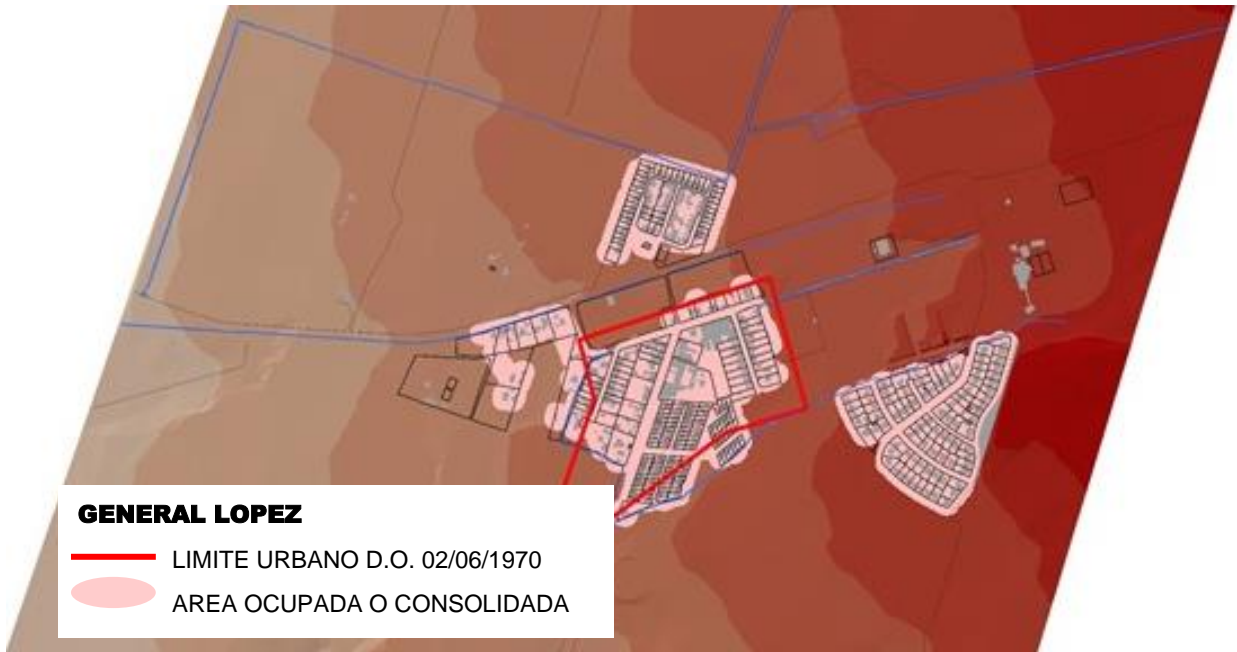 GENERAL LOPEZ
LIMITE URBANO D.O. 02/06/1970
AREA OCUPADA O CONSOLIDADA